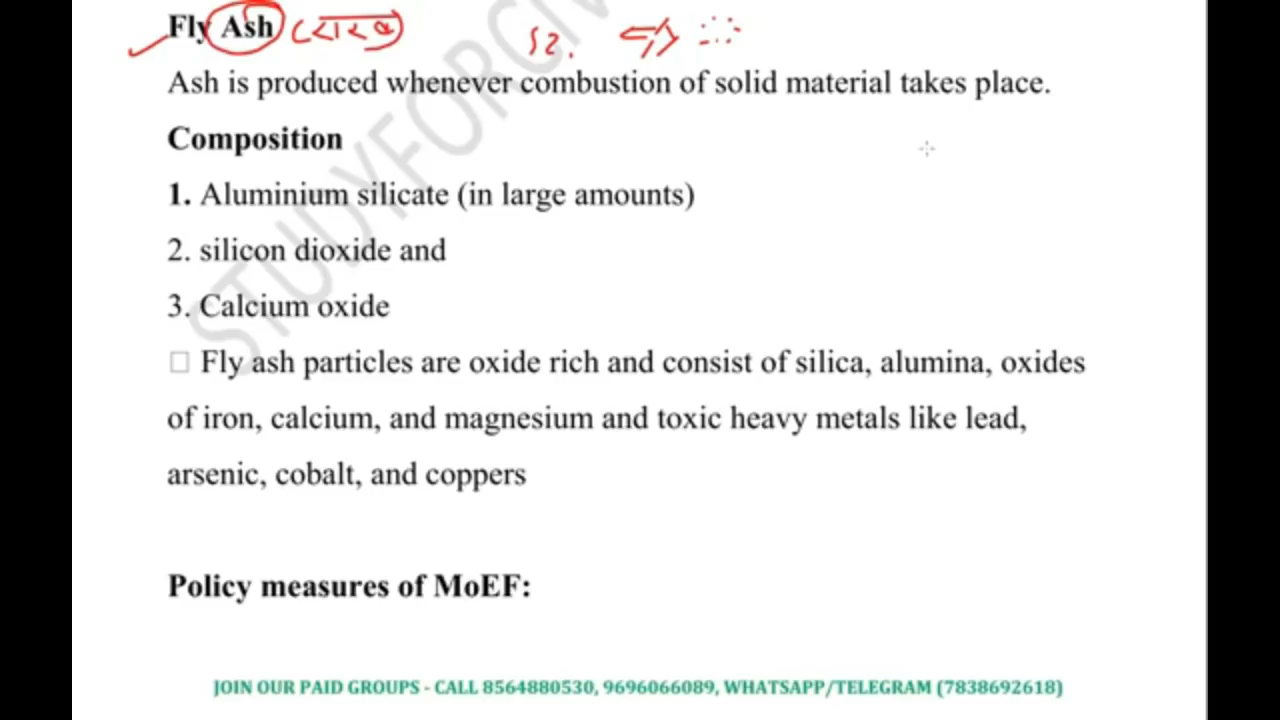 Fly Ash
Ash is produced whenever combustion of solid material takes place.
Composition
1. Aluminium silicate (in large amounts)
2. silicon dioxide and
3. Calcium oxide
Fly ash particles are oxide rich and consist of silica, alumina, oxides
of iron, calcium, and magnesium and toxic heavy metals like lead,
arsenic, cobalt, and coppers
Policy measures of MoEF:
JOIN OUR PAID GROUPS - CALL 8564880530, 9696066089, WHATSAPP/TELEGRAM (7838692618)
STUDYFORCIV